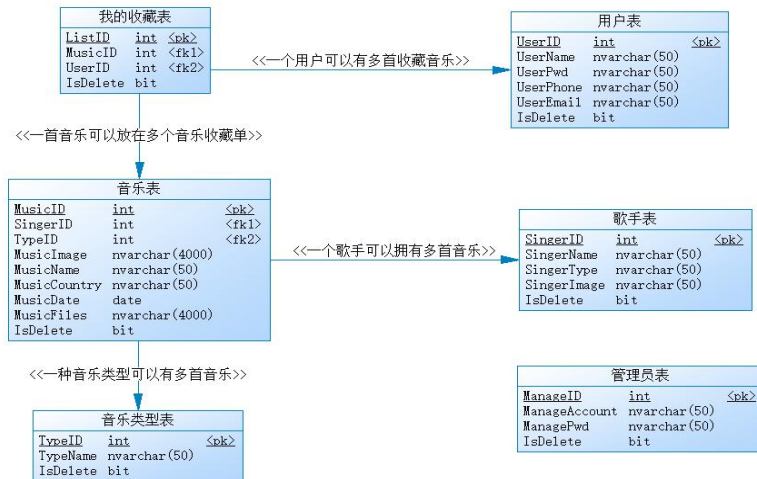 我的收藏表
ListID int <pk>
MusicID int <fk1>
UserID int <fk2>
IsDelete bit
<<一个用户可以有多首收藏音乐>>
用户表
UserID int <pk>
UserName nvarchar(50)
UserPwd nvarchar(50)
UserPhone nvarchar(50)
UserEmail nvarchar(50)
IsDelete bit
<<一首音乐可以放在多个音乐收藏单>>
音乐表
MusicID int <pk>
SingerID int <fk1>
TypeID int <fk2>
MusicImage nvarchar(4000)
MusicName nvarchar(50)
MusicCountry nvarchar(50)
MusicDate date
MusicFiles nvarchar(4000)
IsDelete bit
<<一个歌手可以拥有多首音乐>>
歌手表
SingerID int <pk>
SingerName nvarchar(50)
SingerType nvarchar(50)
SingerImage nvarchar(50)
IsDelete bit
<<一种音乐类型可以有多首音乐>>
音乐类型表
TypeID int <pk>
TypeName nvarchar(50)
IsDelete bit
管理员表
ManageID int <pk>
ManageAccount nvarchar(50)
ManagePwd nvarchar(50)
IsDelete bit